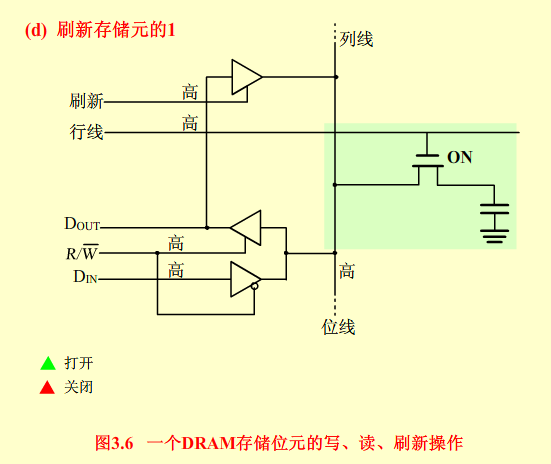 (d) 刷新存储元的1
列线
刷新
高
行线
高
ON
DOUT
高
R/W̅
高
DIN
高
位线
打开
关闭
图3.6 一个DRAM存储位元的写、读、刷新操作